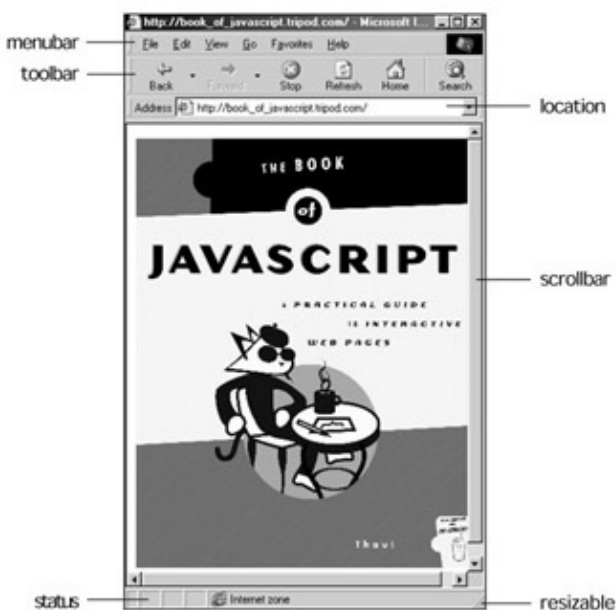 http://book_of_javascript.tripod.com/ - Microsoft I...
menubar
File Edit View Go Favorites Help
toolbar
Back Forward Stop Refresh Home Search
Address http://book_of_javascript.tripod.com/
location
THE BOOK
of
JAVASCRIPT
scrollbar
A PRACTICAL GUIDE
TO INTERACTIVE
WEB PAGES
Thau!
status
Internet zone
resizable